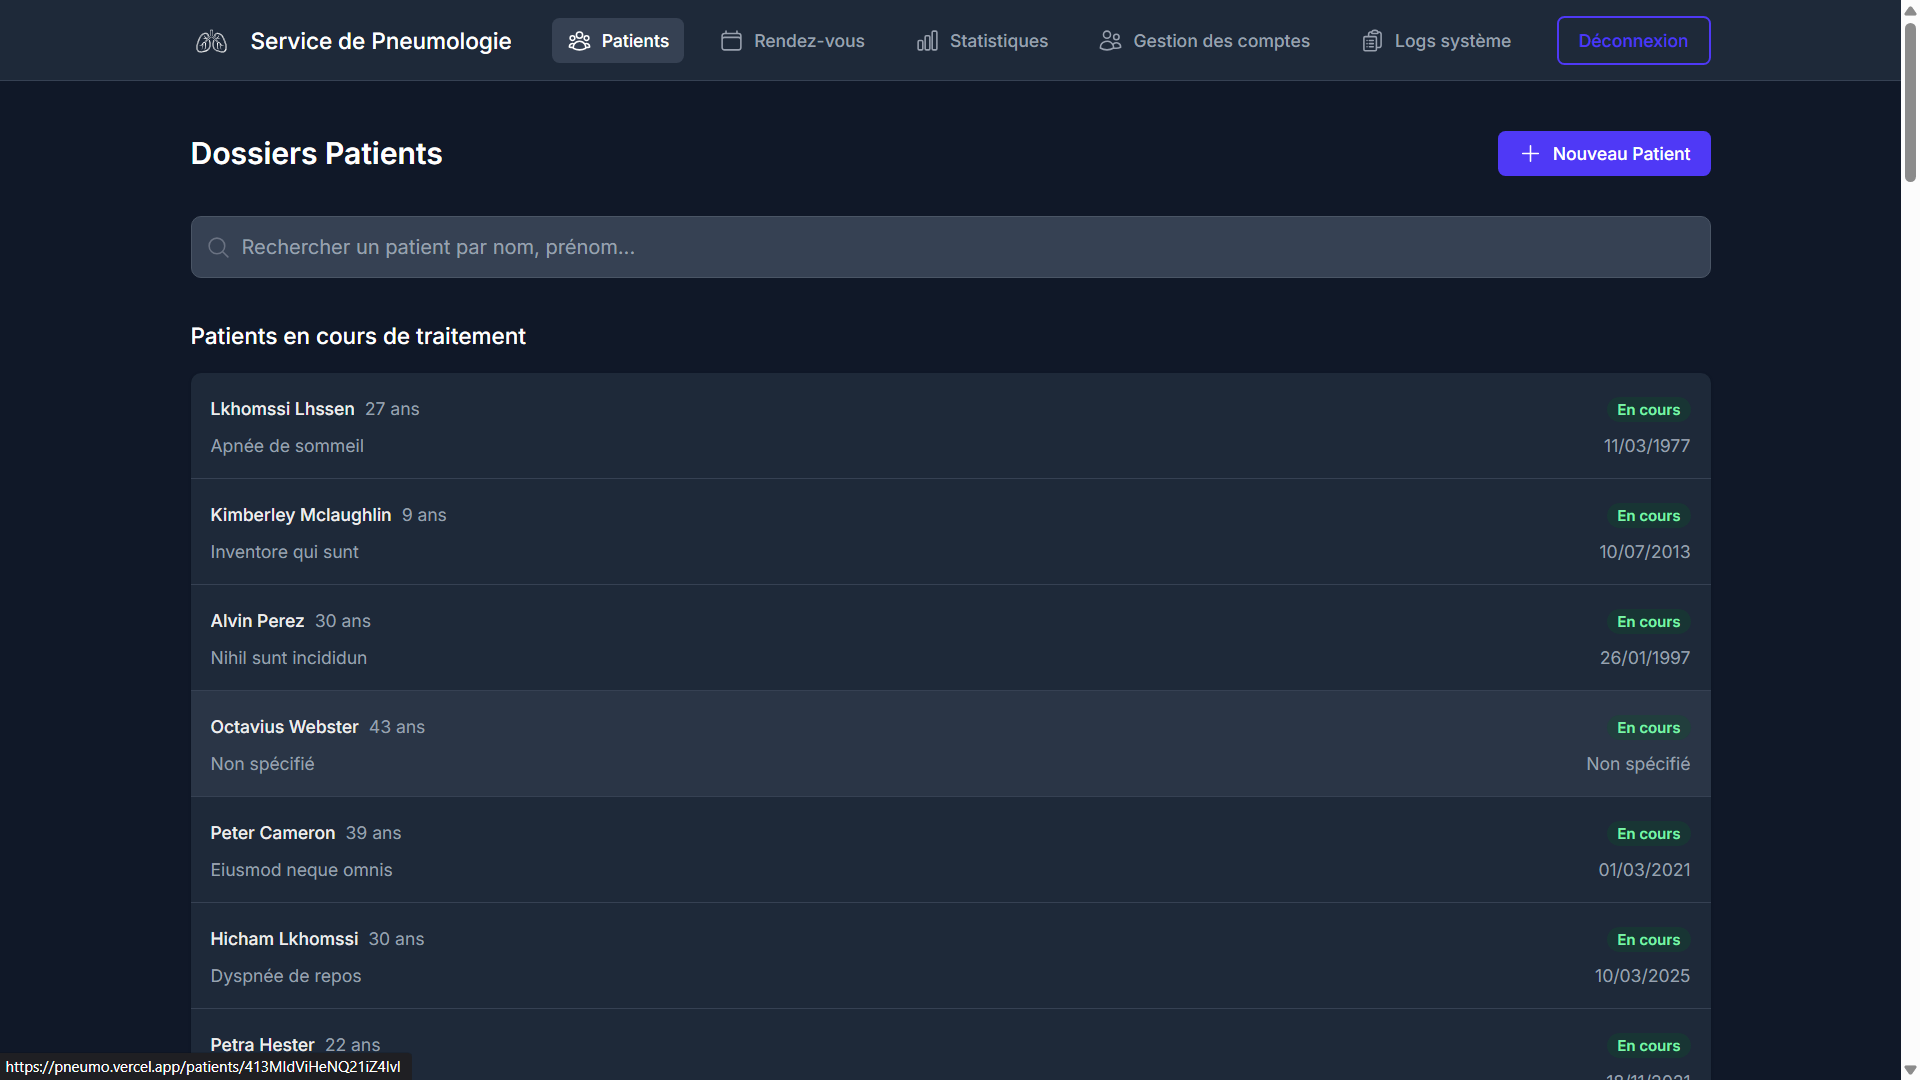 Service de Pneumologie Patients Rendez-vous Statistiques Gestion des comptes Logs système Déconnexion
Dossiers Patients Nouveau Patient
Rechercher un patient par nom, prénom...
Patients en cours de traitement
Lkhomssi Lhssen 27 ans En cours
Apnée de sommeil 11/03/1977
Kimberley Mclaughlin 9 ans En cours
Inventore qui sunt 10/07/2013
Alvin Perez 30 ans En cours
Nihil sunt incididun 26/01/1997
Octavius Webster 43 ans En cours
Non spécifié Non spécifié
Peter Cameron 39 ans En cours
Eiusmod neque omnis 01/03/2021
Hicham Lkhomssi 30 ans En cours
Dyspnée de repos 10/03/2025
Petra Hester 22 ans En cours
https://pneumo.vercel.app/patients/413MIdViHeNQ21iZ4lvl